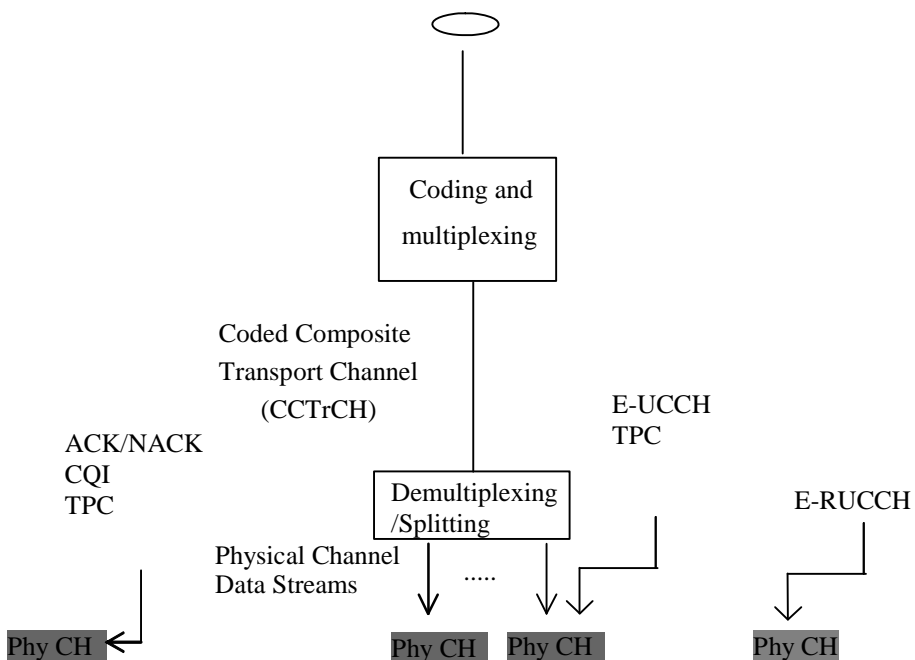 Coding and
multiplexing
Coded Composite
Transport Channel
(CCTrCH)
E-UCCH
TPC
ACK/NACK
CQI
TPC
Demultiplexing
/Splitting
E-RUCCH
Physical Channel
Data Streams
.....
Phy CH
Phy CH
Phy CH
Phy CH